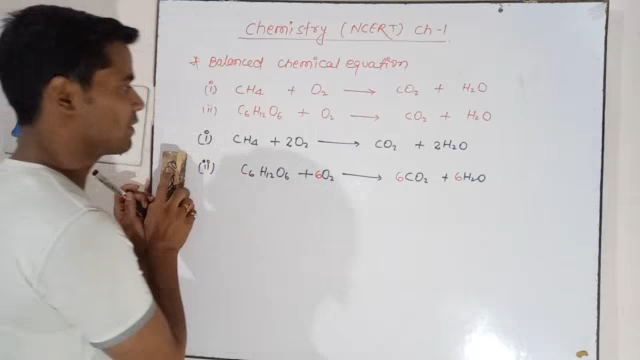 Chemistry (NCERT) Ch-1
* Balanced chemical equation
(i) CH4 + O2 → CO2 + H2O
(ii) C6H12O6 + O2 → CO2 + H2O
(i) CH4 + 2O2 → CO2 + 2H2O
(ii) C6H12O6 + 6O2 → 6CO2 + 6H2O